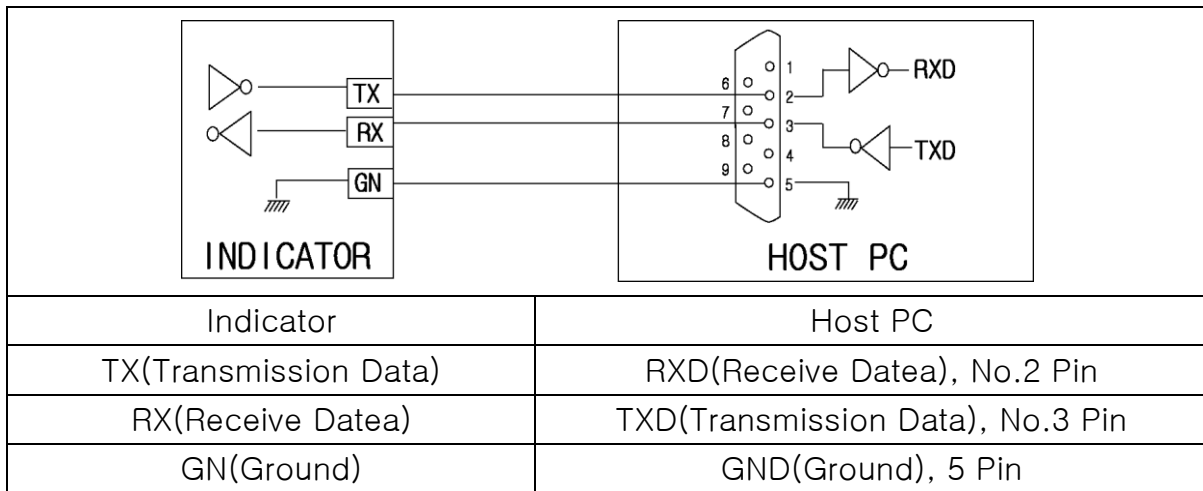 1
6
TX
2
RXD
7
RX
3
8
4
TXD
9
GN
5
INDICATOR
HOST PC
Indicator
Host PC
TX(Transmission Data)
RXD(Receive Datea), No.2 Pin
RX(Receive Datea)
TXD(Transmission Data), No.3 Pin
GN(Ground)
GND(Ground), 5 Pin